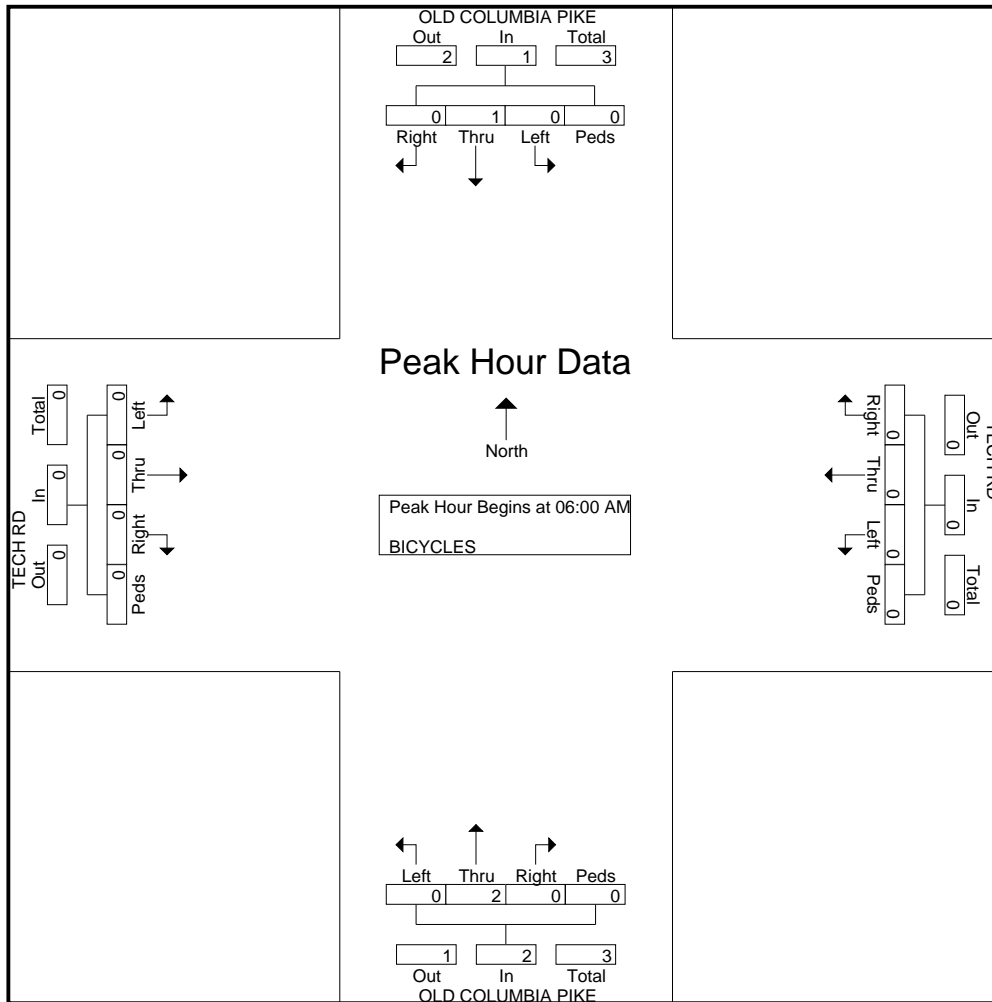 OLD COLUMBIA PIKE
Out In Total
2 1 3
0 1 0 0
Right Thru Left Peds
Peak Hour Data
North
Peak Hour Begins at 06:00 AM
BICYCLES
TECH RD
Out In Total
0 0 0
0 0 0 0
Left Thru Right Peds
TECH RD
Out In Total
0 0 0
0 0 0 0
Right Thru Left Peds
Left Thru Right Peds
0 2 0 0
1 2 3
Out In Total
OLD COLUMBIA PIKE